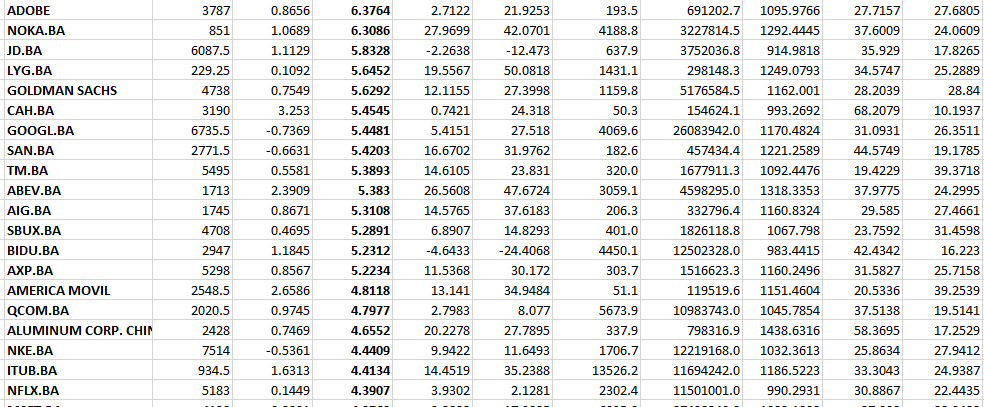 ADOBE 3787 0.8656 6.3764 2.7122 21.9253 193.5 691202.7 1095.9766 27.7157 27.6805
NOKA.BA 851 1.0689 6.3086 27.9699 42.0701 4188.8 3227814.5 1292.4445 37.6009 24.0609
JD.BA 6087.5 1.1129 5.8328 -2.2638 -12.473 637.9 3752036.8 914.9818 35.929 17.8265
LYG.BA 229.25 0.1092 5.6452 19.5567 50.0818 1431.1 298148.3 1249.0793 34.5747 25.2889
GOLDMAN SACHS 4738 0.7549 5.6292 12.1155 27.3998 1159.8 5176584.5 1162.001 28.2039 28.84
CAH.BA 3190 3.253 5.4545 0.7421 24.318 50.3 154624.1 993.2692 68.2079 10.1937
GOOGL.BA 6735.5 -0.7369 5.4481 5.4151 27.518 4069.6 26083942.0 1170.4824 31.0931 26.3511
SAN.BA 2771.5 -0.6631 5.4203 16.6702 31.9762 182.6 457434.4 1221.2589 44.5749 19.1785
TM.BA 5495 0.5581 5.3893 14.6105 23.831 320.0 1677911.3 1092.4476 19.4229 39.3718
ABEV.BA 1713 2.3909 5.383 26.5608 47.6724 3059.1 4598295.0 1318.3353 37.9775 24.2995
AIG.BA 1745 0.8671 5.3108 14.5765 37.6183 206.3 332796.4 1160.8324 29.585 27.4661
SBUX.BA 4708 0.4695 5.2891 6.8907 14.8293 401.0 1826118.8 1067.798 23.7592 31.4598
BIDU.BA 2947 1.1845 5.2312 -4.6433 -24.4068 4450.1 12502328.0 983.4415 42.4342 16.223
AXP.BA 5298 0.8567 5.2234 11.5368 30.172 303.7 1516623.3 1160.2496 31.5827 25.7158
AMERICA MOVIL 2548.5 2.6586 4.8118 13.141 34.9484 51.1 119519.6 1151.4604 20.5336 39.2539
QCOM.BA 2020.5 0.9745 4.7977 2.7983 8.077 5673.9 10983743.0 1045.7854 37.5138 19.5141
ALUMINUM CORP. CHIN 2428 0.7469 4.6552 20.2278 27.7895 337.9 798316.9 1438.6316 58.3695 17.2529
NKE.BA 7514 -0.5361 4.4409 9.9422 11.6493 1706.7 12219168.0 1032.3613 25.8634 27.9412
ITUB.BA 934.5 1.6313 4.4134 14.4519 35.2388 13526.2 11694242.0 1186.5223 33.3043 24.9387
NFLX.BA 5183 0.1449 4.3907 3.9302 2.1281 2302.4 11501001.0 990.2931 30.8867 22.4435